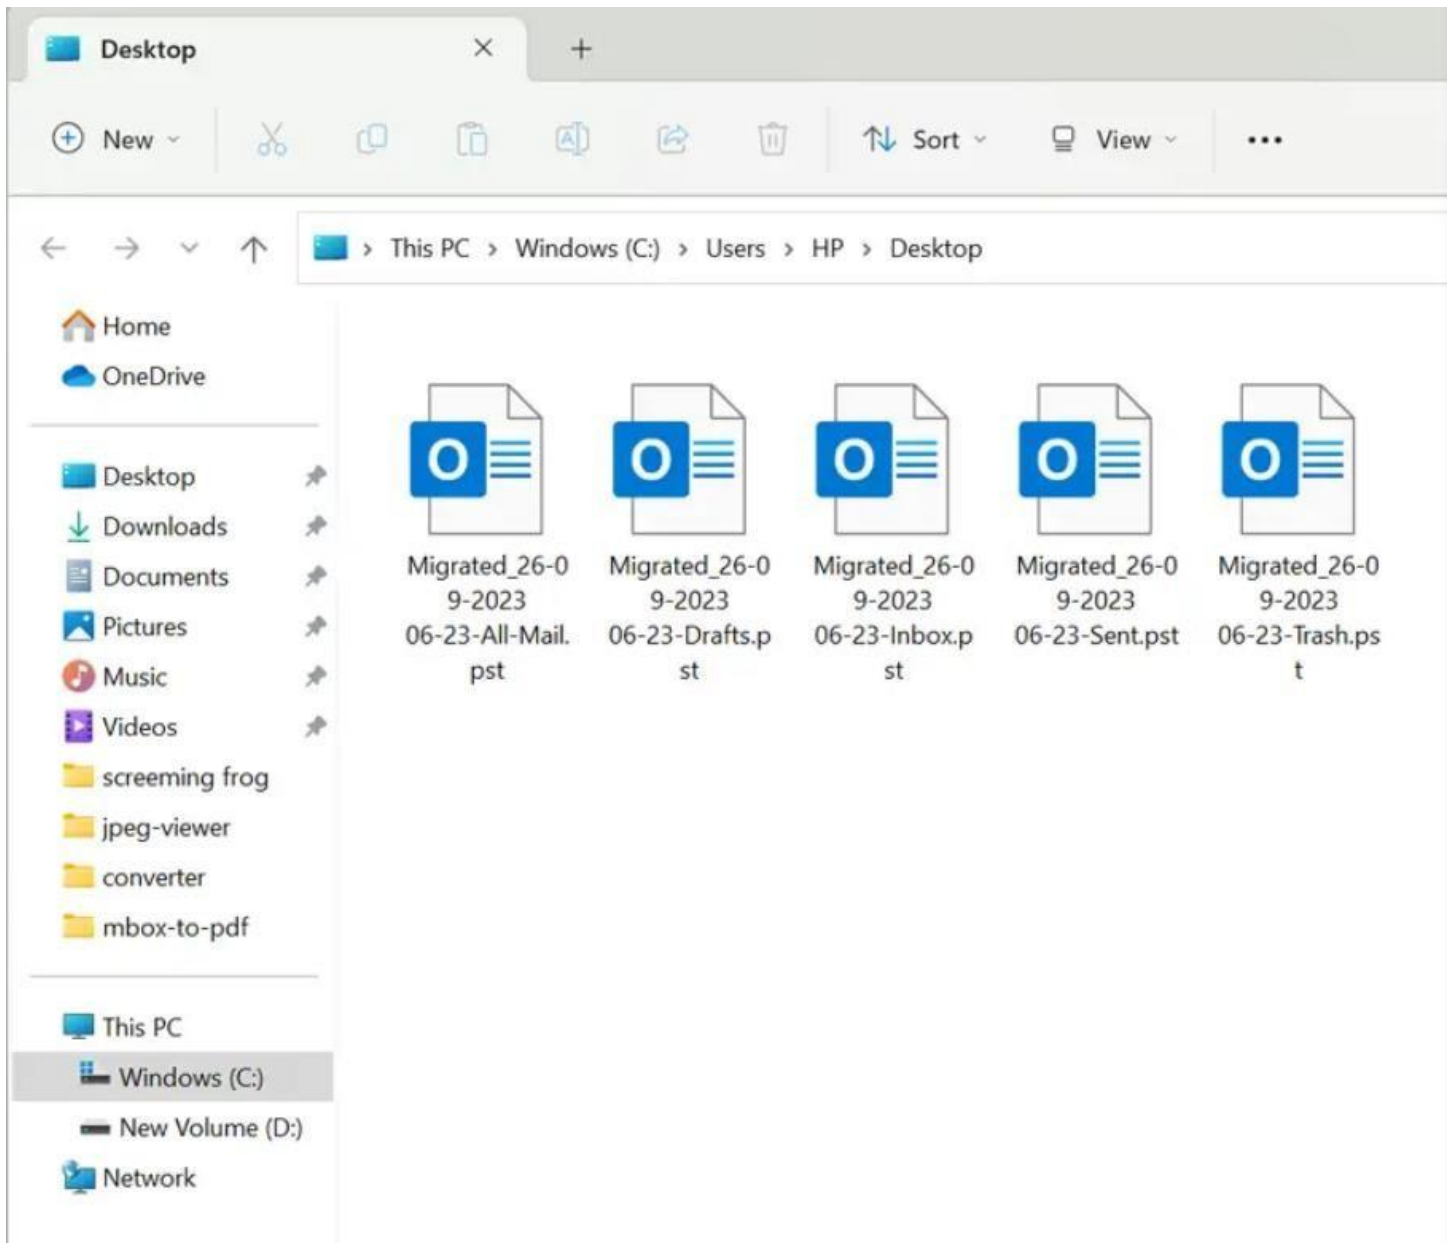 Desktop
New
Sort
View
This PC > Windows (C:) > Users > HP > Desktop
Home
OneDrive
Desktop
Downloads
Documents
Pictures
Music
Videos
screeming frog
jpeg-viewer
converter
mbox-to-pdf
This PC
Windows (C:)
New Volume (D:)
Network
Migrated_26-0
9-2023
06-23-All-Mail.
pst
Migrated_26-0
9-2023
06-23-Drafts.p
st
Migrated_26-0
9-2023
06-23-Inbox.p
st
Migrated_26-0
9-2023
06-23-Sent.pst
Migrated_26-0
9-2023
06-23-Trash.ps
t